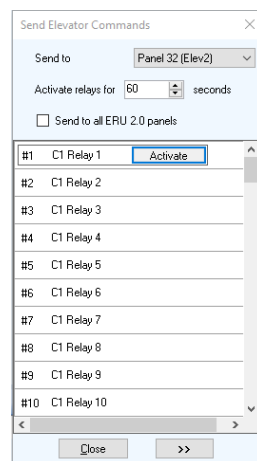 Send Elevator Commands
Send to Panel 32 (Elev2)
Activate relays for 60 seconds
Send to all ERU 2.0 panels
#1 C1 Relay 1 Activate
#2 C1 Relay 2
#3 C1 Relay 3
#4 C1 Relay 4
#5 C1 Relay 5
#6 C1 Relay 6
#7 C1 Relay 7
#8 C1 Relay 8
#9 C1 Relay 9
#10 C1 Relay 10
Close >>